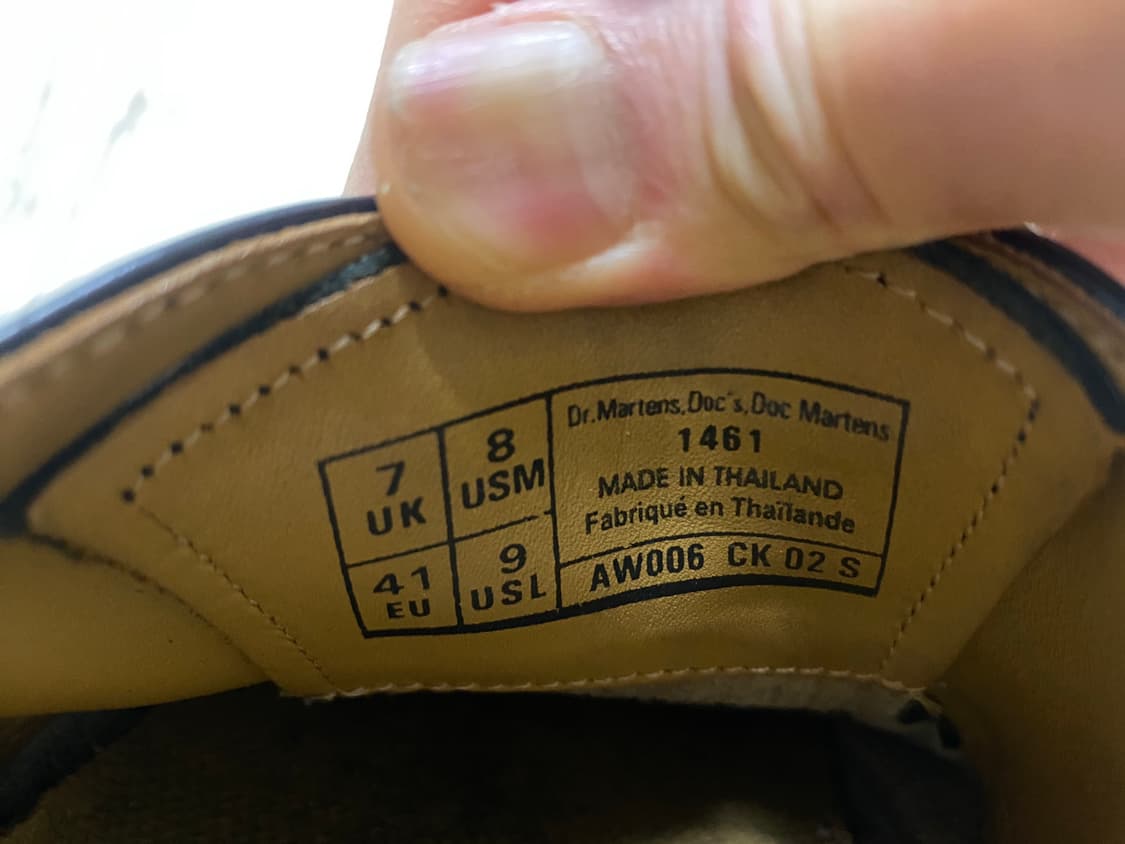 7
UK
8
USM
41
EU
9
USL
Dr.Martens,Doc's,Doc Martens
1461
MADE IN THAILAND
Fabriqué en Thaïlande
AW006 CK 02 S